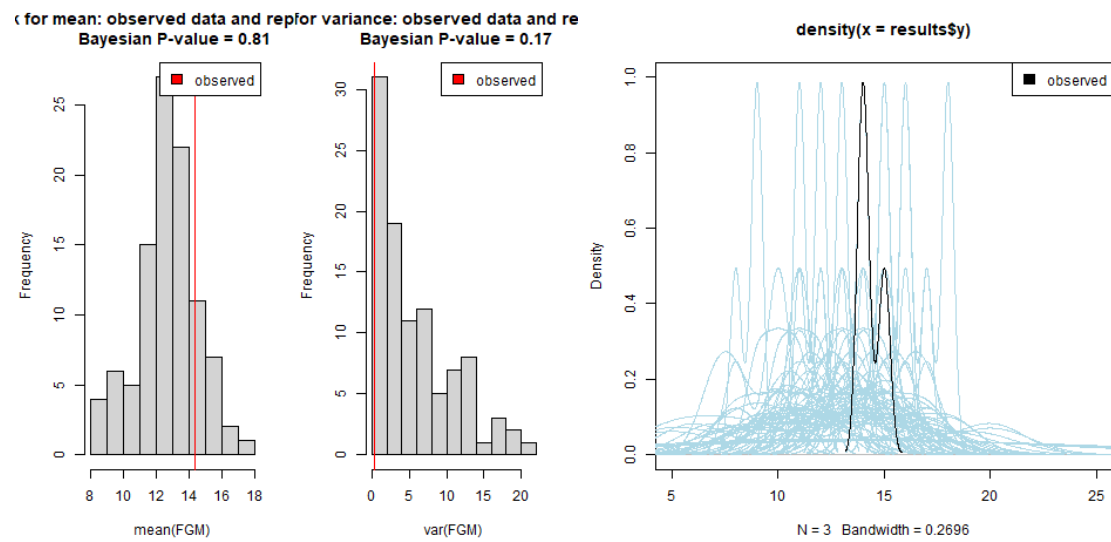 for mean: observed data and rep
Bayesian P-value = 0.81
observed
Frequency
0
5
10
15
20
25
8
10
12
14
16
18
mean(FGM)
for variance: observed data and re
Bayesian P-value = 0.17
observed
Frequency
0
5
10
15
20
25
30
0
5
10
15
20
var(FGM)
density(x = results$y)
observed
Density
0.0
0.2
0.4
0.6
0.8
1.0
5
10
15
20
25
N = 3 Bandwidth = 0.2696